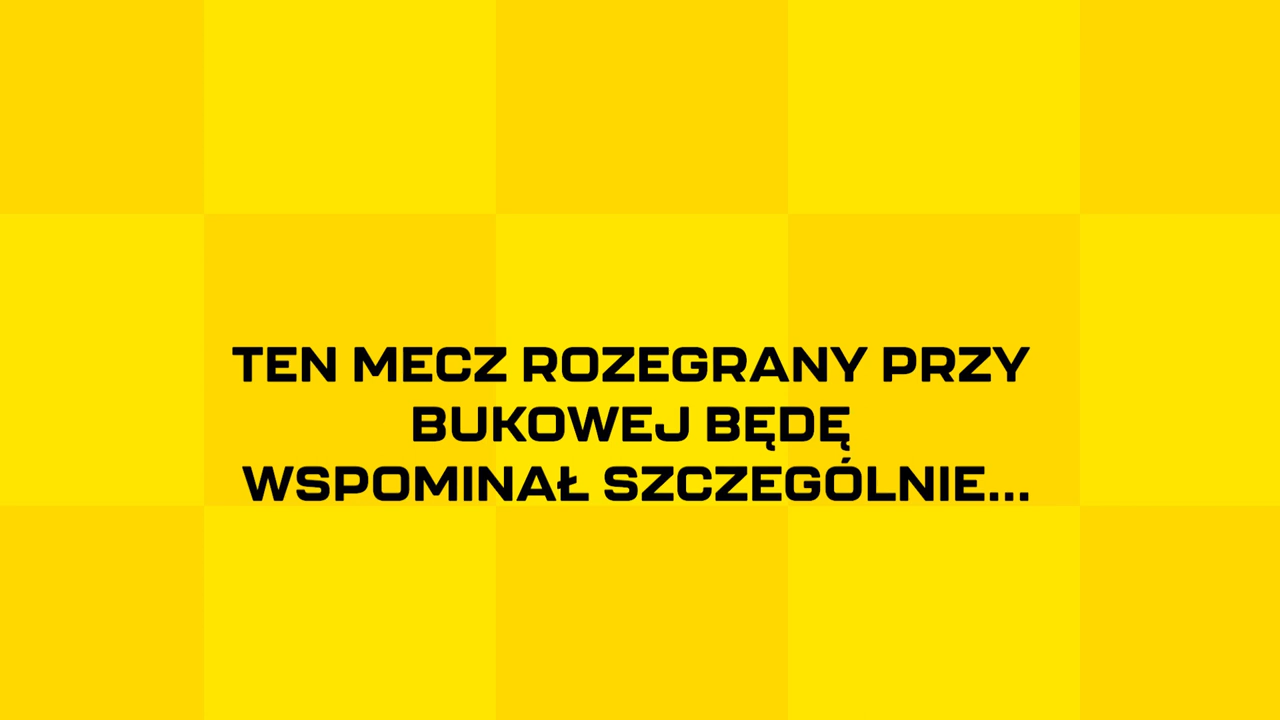 TEN MECZ ROZEGRANY PRZY
BUKOWEJ BĘDĘ
WSPOMINAŁ SZCZEGÓLNIE...